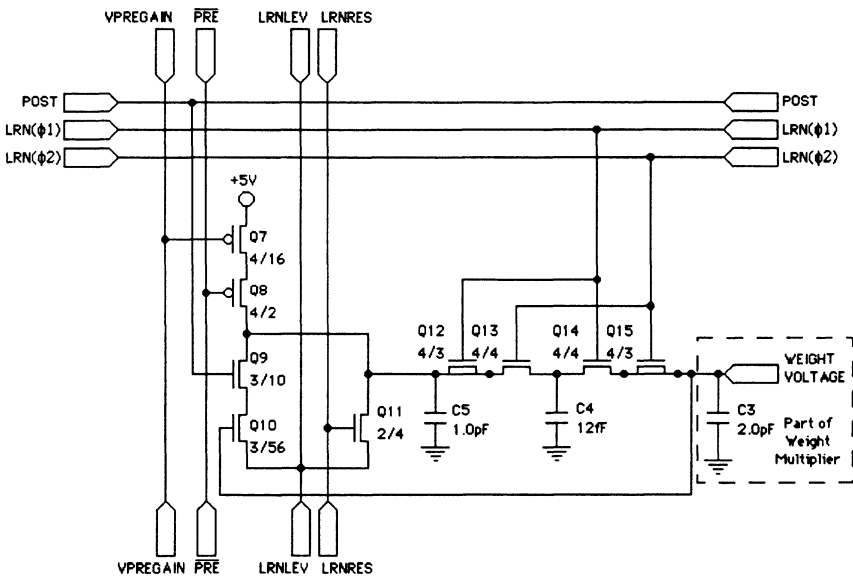 VPREGAIN PRE LRNLEV LRNRES
POST POST
LRN(ϕ1) LRN(ϕ1)
LRN(ϕ2) LRN(ϕ2)
+5V
Q7
4/16
Q8
4/2
Q9
3/10
Q10
3/56
Q11
2/4
Q12 Q13 Q14 Q15
4/3 4/4 4/4 4/3
C5
1.0pF
C4
12fF
WEIGHT
VOLTAGE
C3
2.0pF
Part of
Weight
Multiplier
VPREGAIN PRE LRNLEV LRNRES